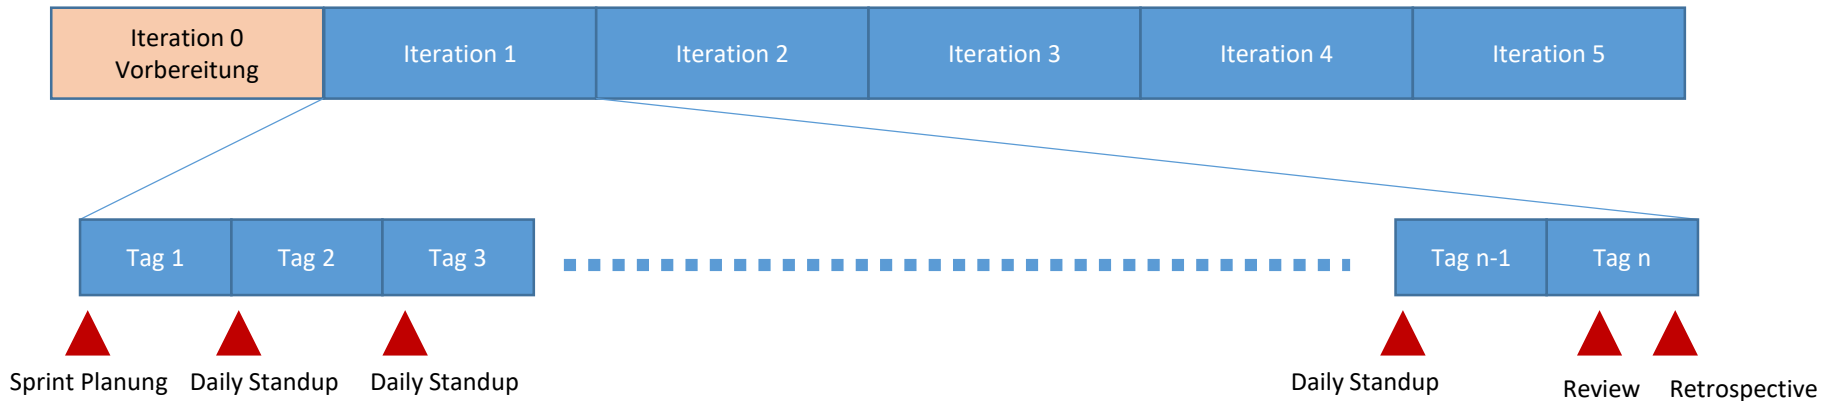 Iteration 0
Vorbereitung
Iteration 1
Iteration 2
Iteration 3
Iteration 4
Iteration 5
Tag 1
Tag 2
Tag 3
Tag n-1
Tag n
Sprint Planung
Daily Standup
Daily Standup
Daily Standup
Review
Retrospective